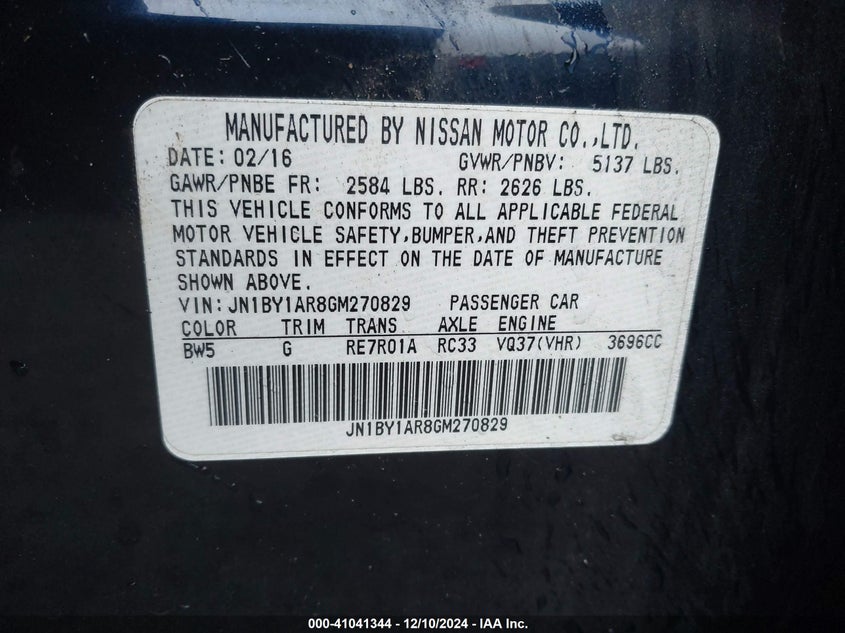 MANUFACTURED BY NISSAN MOTOR CO.,LTD.
DATE: 02/16 GVWR/PNBV: 5137 LBS.
GAWR/PNBE FR: 2584 LBS. RR: 2626 LBS.
THIS VEHICLE CONFORMS TO ALL APPLICABLE FEDERAL
MOTOR VEHICLE SAFETY,BUMPER,AND THEFT PREVENTION
STANDARDS IN EFFECT ON THE DATE OF MANUFACTURE
SHOWN ABOVE.
VIN:JN1BY1AR8GM270829 PASSENGER CAR
COLOR TRIM TRANS AXLE ENGINE
BW5 G RE7R01A RC33 VQ37(VHR) 3696CC
JN1BY1AR8GM270829
000-41041344 - 12/10/2024 - IAA Inc.